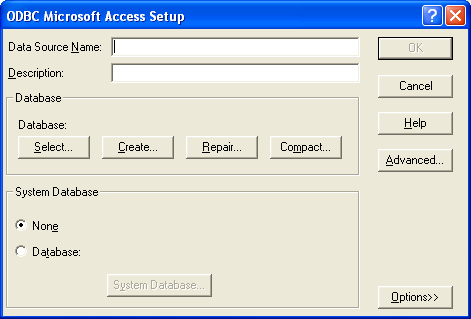 ODBC Microsoft Access Setup
Data Source Name:
OK
Description:
Cancel
Database
Database:
Select...
Create...
Repair...
Compact...
Help
Advanced...
System Database
None
Database:
System Database...
Options>>